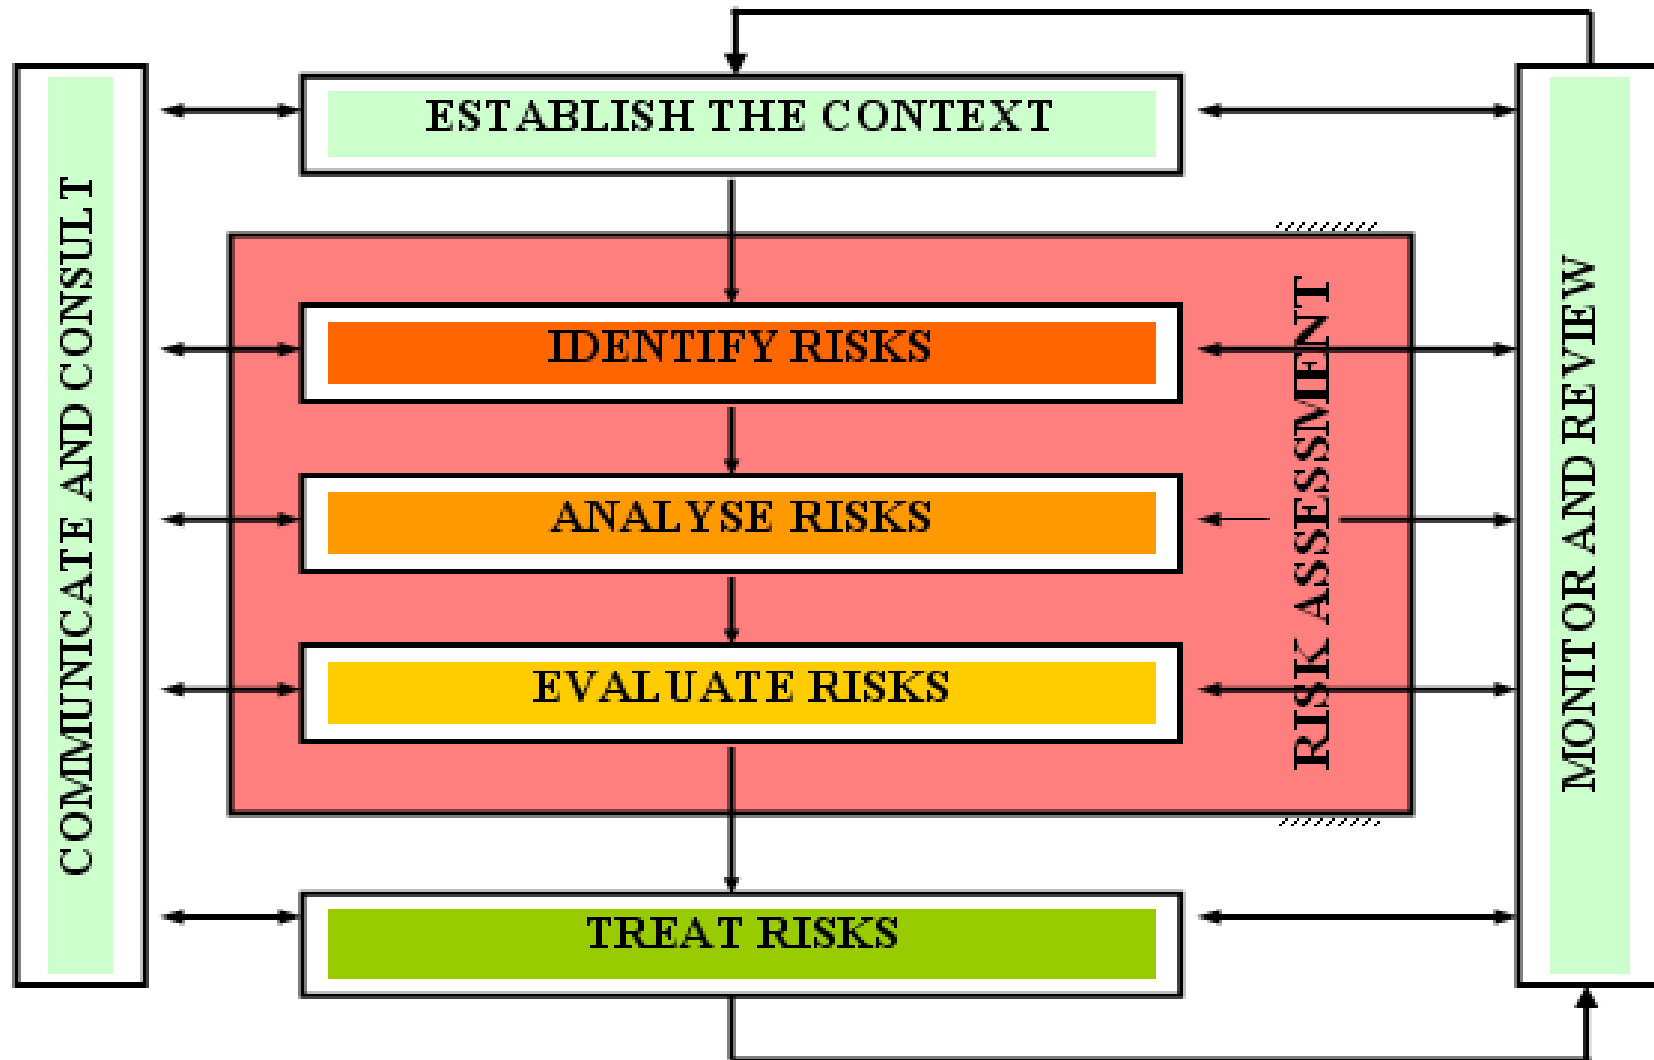 ESTABLISH THE CONTEXT
COMMUNICATE AND CONSULT
IDENTIFY RISKS
ANALYSE RISKS
EVALUATE RISKS
RISK ASSESSMENT
MONITOR AND REVIEW
TREAT RISKS